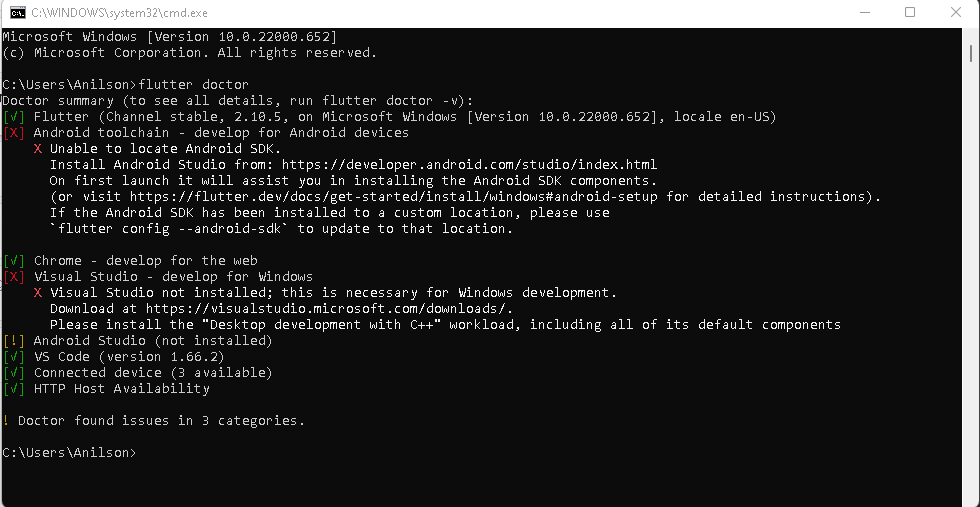 C:\WINDOWS\system32\cmd.exe
Microsoft Windows [Version 10.0.22000.652]
(c) Microsoft Corporation. All rights reserved.
C:\Users\Anilson>flutter doctor
Doctor summary (to see all details, run flutter doctor -v):
[√] Flutter (Channel stable, 2.10.5, on Microsoft Windows [Version 10.0.22000.652], locale en-US)
[X] Android toolchain - develop for Android devices
X Unable to locate Android SDK.
Install Android Studio from: https://developer.android.com/studio/index.html
On first launch it will assist you in installing the Android SDK components.
(or visit https://flutter.dev/docs/get-started/install/windows#android-setup for detailed instructions).
If the Android SDK has been installed to a custom location, please use
`flutter config --android-sdk` to update to that location.
[√] Chrome - develop for the web
[X] Visual Studio - develop for Windows
X Visual Studio not installed; this is necessary for Windows development.
Download at https://visualstudio.microsoft.com/downloads/.
Please install the "Desktop development with C++" workload, including all of its default components
[!] Android Studio (not installed)
[√] VS Code (version 1.66.2)
[√] Connected device (3 available)
[√] HTTP Host Availability
! Doctor found issues in 3 categories.
C:\Users\Anilson>